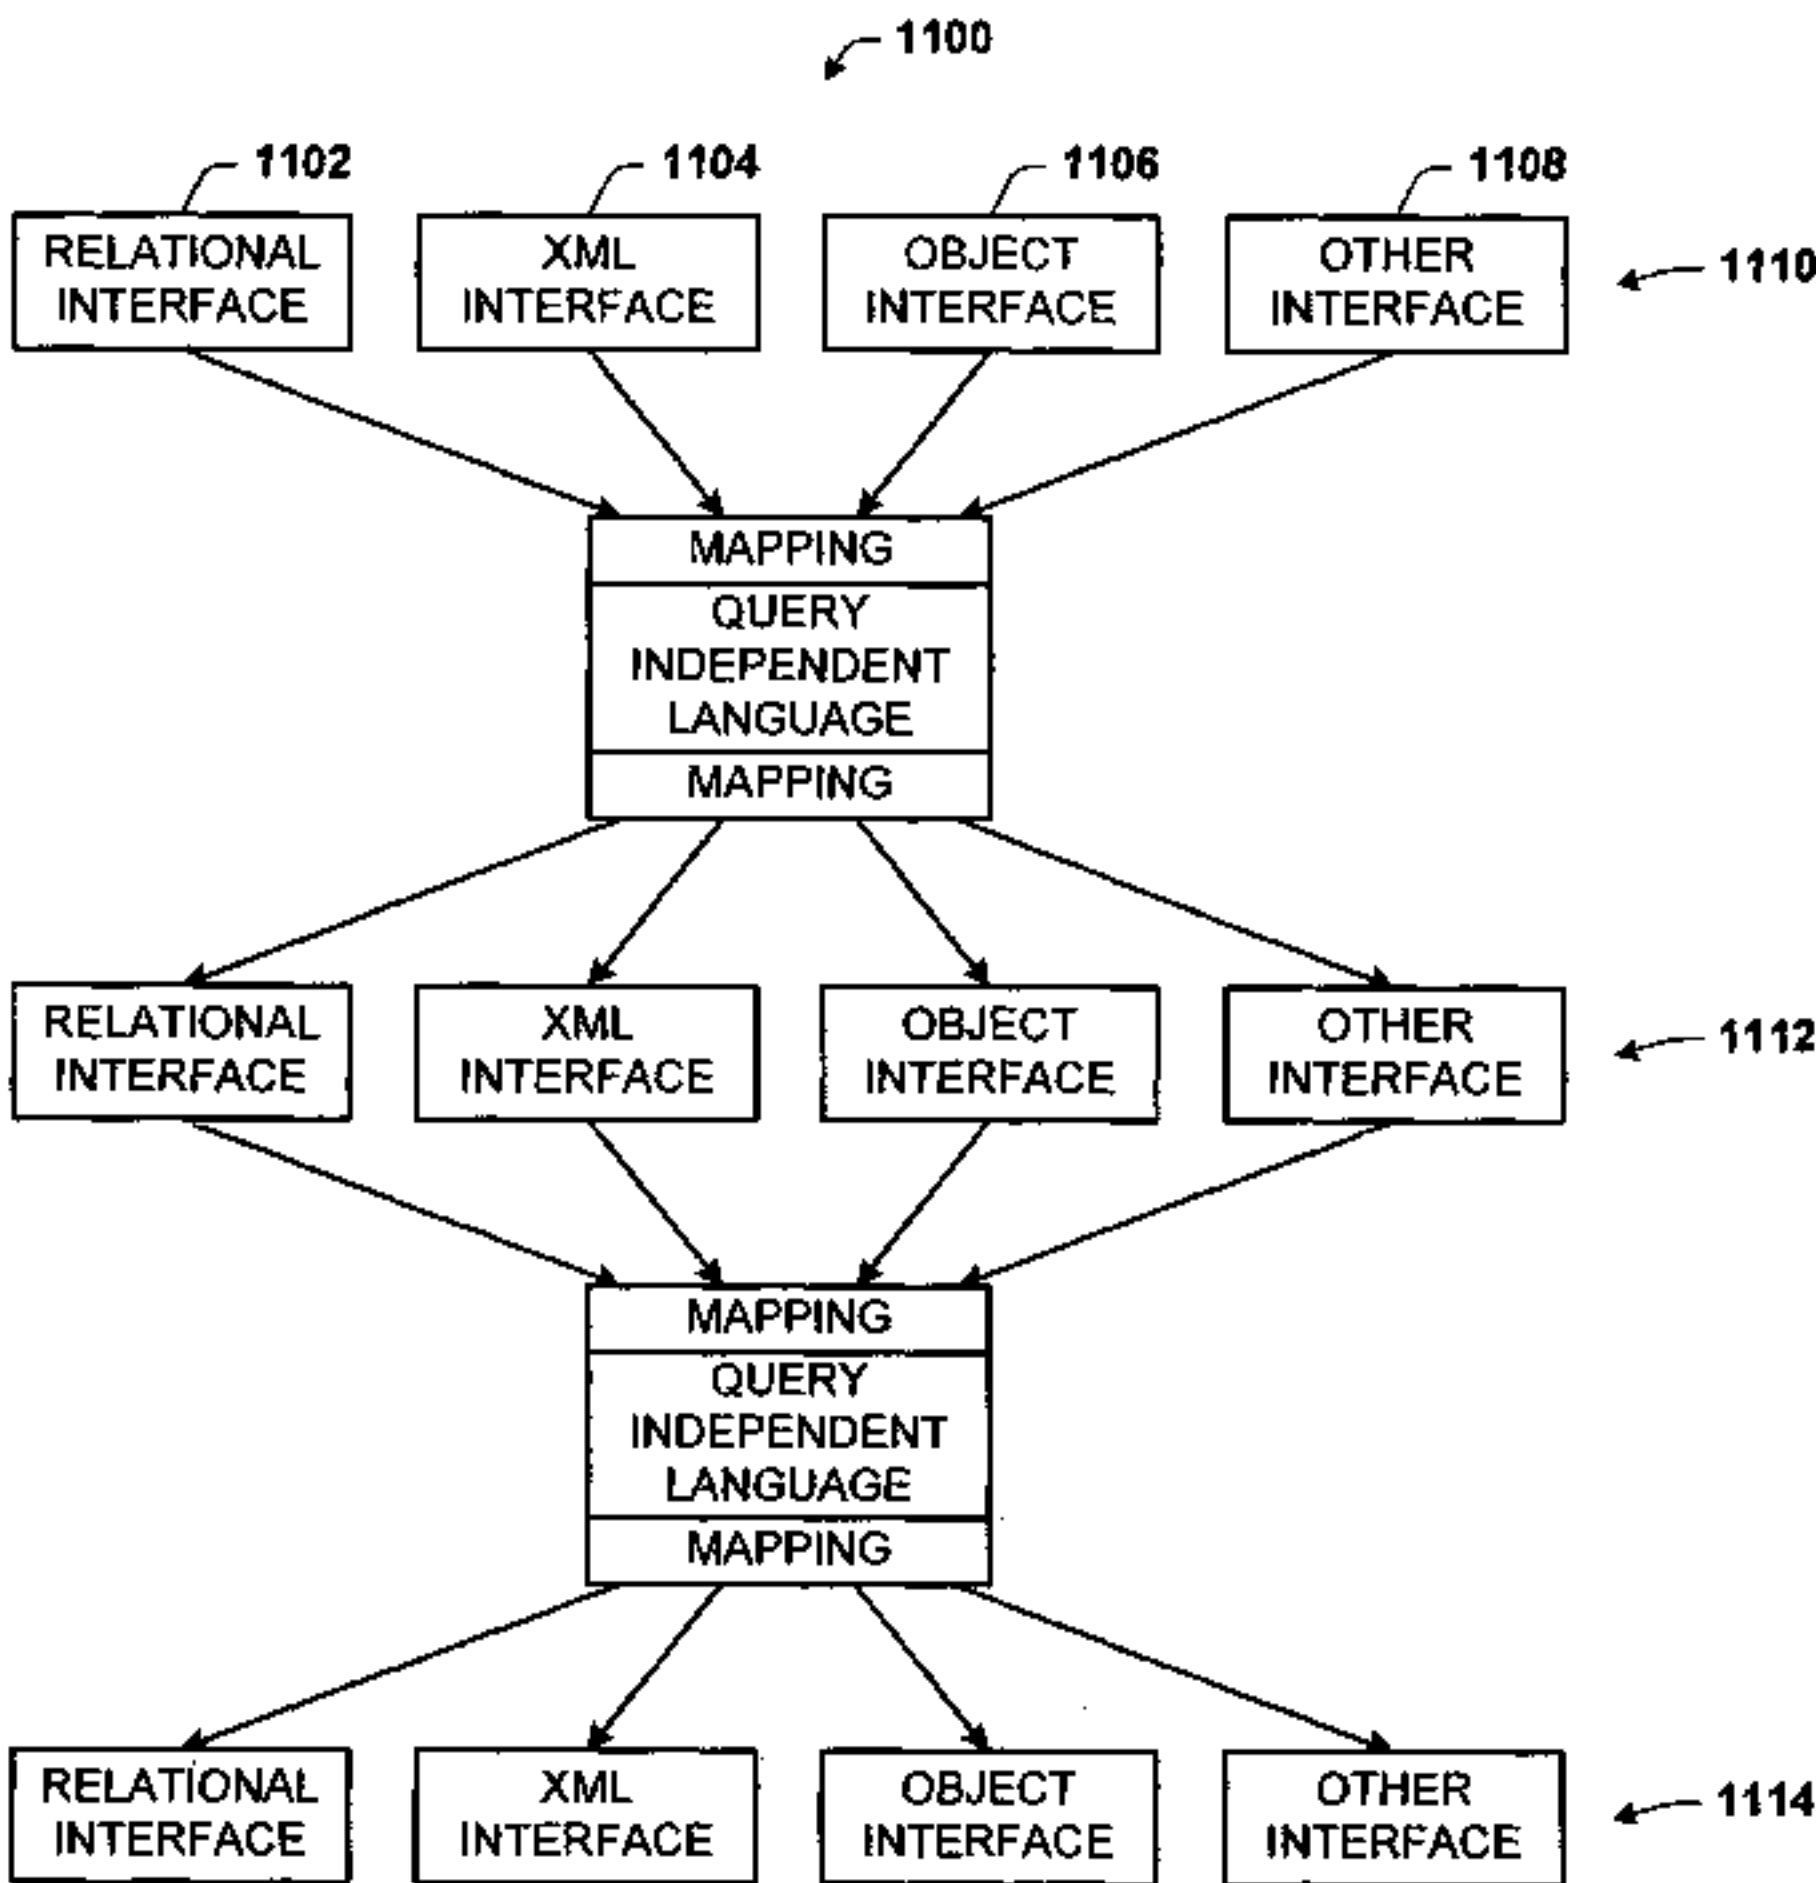 1100
1102
1104
1106
1108
RELATIONAL
INTERFACE
XML
INTERFACE
OBJECT
INTERFACE
OTHER
INTERFACE
1110
MAPPING
QUERY
INDEPENDENT
LANGUAGE
MAPPING
RELATIONAL
INTERFACE
XML
INTERFACE
OBJECT
INTERFACE
OTHER
INTERFACE
1112
MAPPING
QUERY
INDEPENDENT
LANGUAGE
MAPPING
RELATIONAL
INTERFACE
XML
INTERFACE
OBJECT
INTERFACE
OTHER
INTERFACE
1114